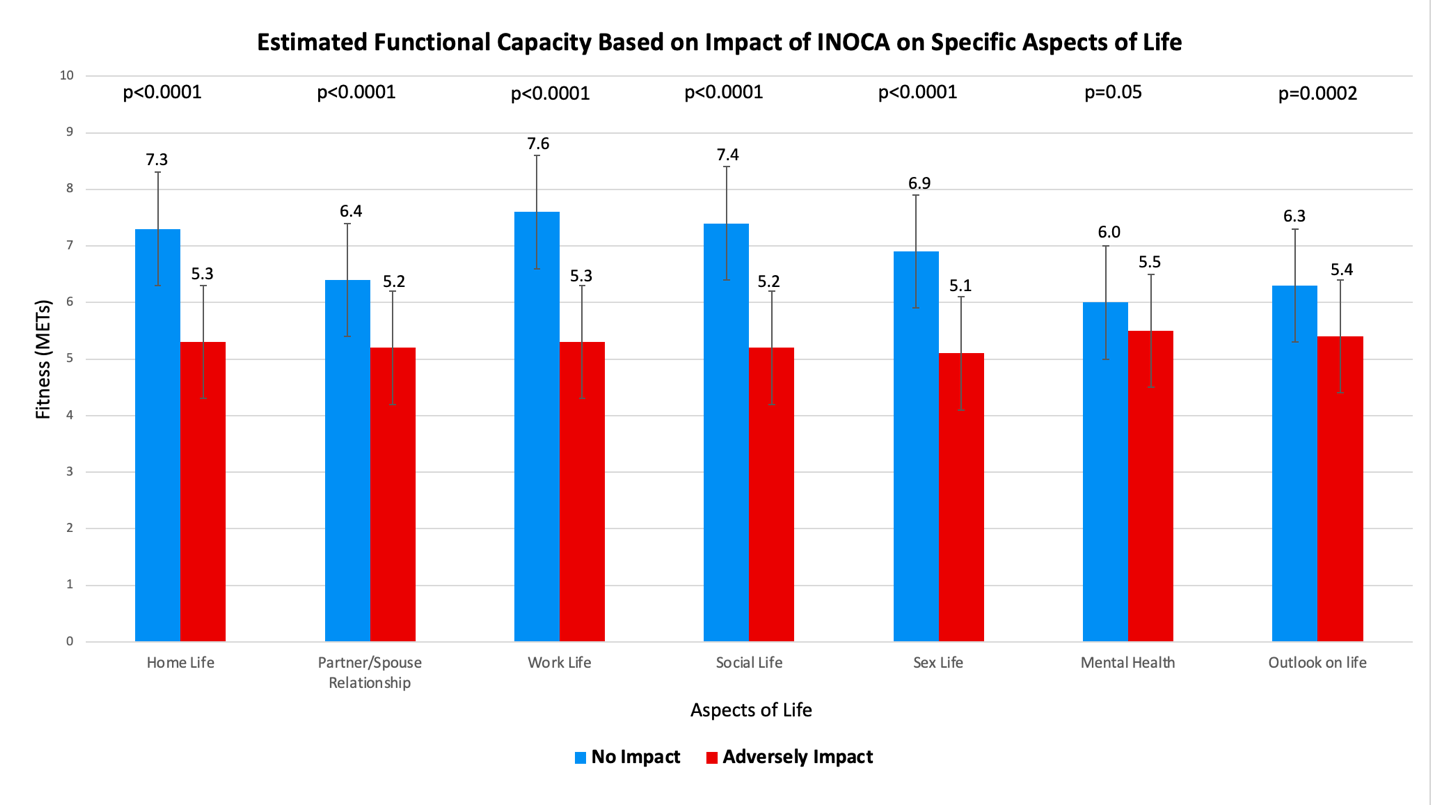 Estimated Functional Capacity Based on Impact of INOCA on Specific Aspects of Life
10
p<0.0001 p<0.0001 p<0.0001 p<0.0001 p<0.0001 p=0.05 p=0.0002
9
8
7
6
5
4
3
2
1
0
Fitness (METs)
7.3 5.3
6.4 5.2
7.6 5.3
7.4 5.2
6.9 5.1
6.0 5.5
6.3 5.4
Home Life
Partner/Spouse
Relationship
Work Life
Social Life
Sex Life
Mental Health
Outlook on life
Aspects of Life
No Impact Adversely Impact